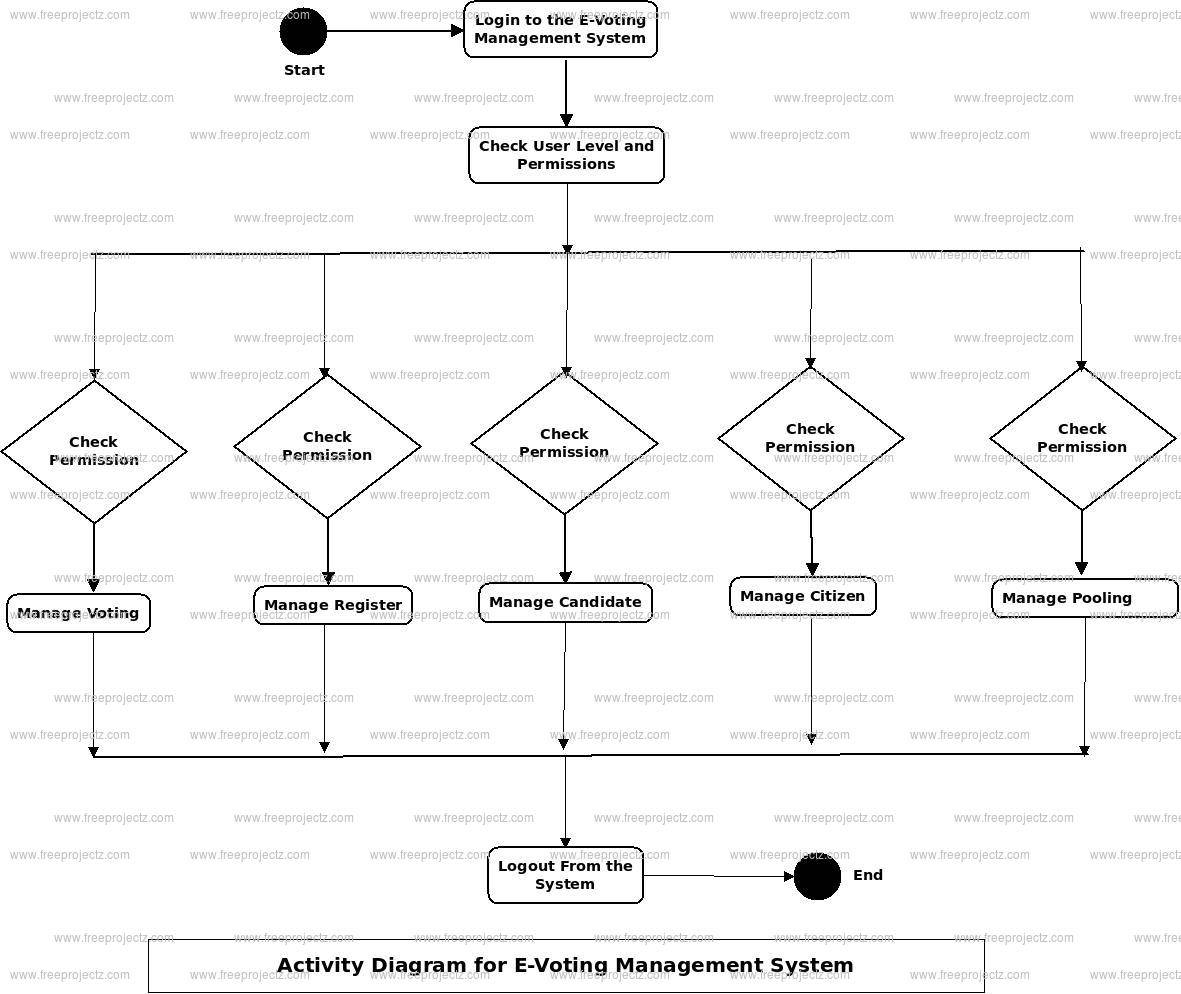 Login to the E-Voting
Management System
Start
Check User Level and
Permissions
Check
Permission
Check
Permission
Check
Permission
Check
Permission
Check
Permission
Manage Voting
Manage Register
Manage Candidate
Manage Citizen
Manage Pooling
Logout From the
System
End
Activity Diagram for E-Voting Management System
www.freeprojectz.com